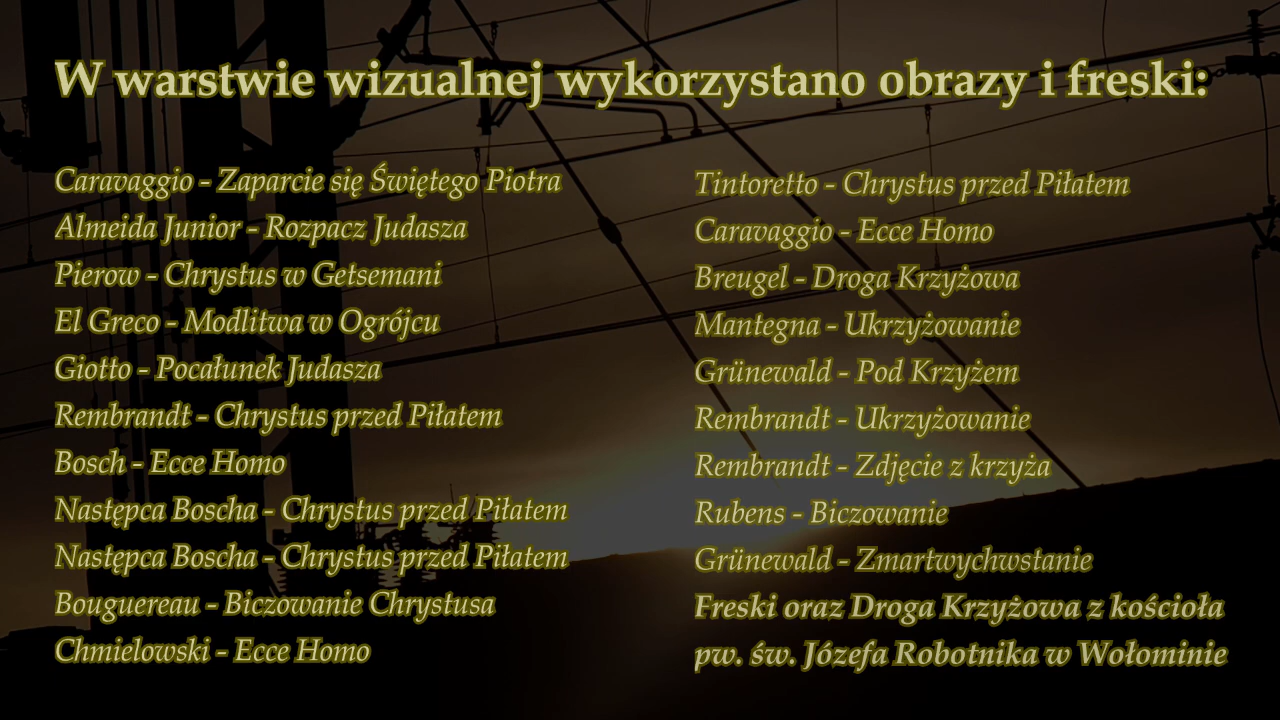 W warstwie wizualnej wykorzystano obrazy i freski:
Caravaggio - Zaparcie się Świętego Piotra
Almeida Junior - Rozpacz Judasza
Pierow - Chrystus w Getsemani
El Greco - Modlitwa w Ogrójcu
Giotto - Pocałunek Judasza
Rembrandt - Chrystus przed Piłatem
Bosch - Ecce Homo
Następca Boscha - Chrystus przed Piłatem
Następca Boscha - Chrystus przed Piłatem
Bouguereau - Biczowanie Chrystusa
Chmielowski - Ecce Homo
Tintoretto - Chrystus przed Piłatem
Caravaggio - Ecce Homo
Breugel - Droga Krzyżowa
Mantegna - Ukrzyżowanie
Grünewald - Pod Krzyżem
Rembrandt - Ukrzyżowanie
Rembrandt - Zdjęcie z krzyża
Rubens - Biczowanie
Grünewald - Zmartwychwstanie
Freski oraz Droga Krzyżowa z kościoła
pw. św. Józefa Robotnika w Wołominie